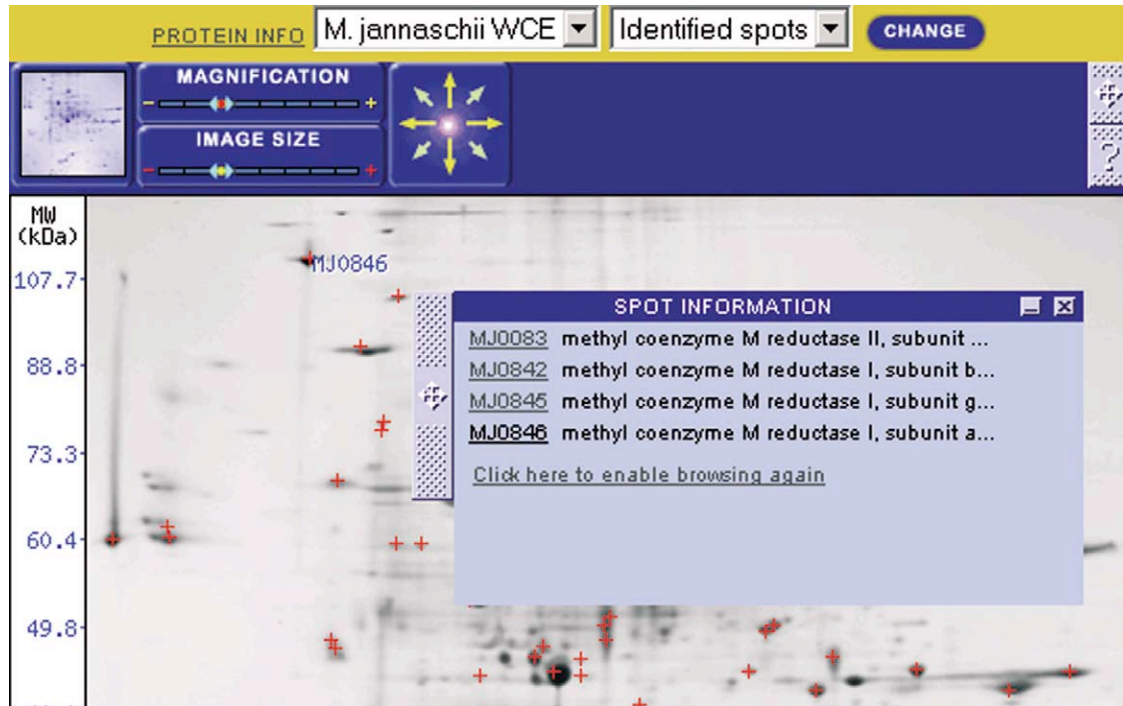 PROTEIN INFO M. jannaschii WCE Identified spots CHANGE
MAGNIFICATION
- +
IMAGE SIZE
- +
?
MW
(kDa)
MJ0846
107.7
88.8
73.3
60.4
49.8
SPOT INFORMATION
MJ0083 methyl coenzyme M reductase II, subunit ...
MJ0842 methyl coenzyme M reductase I, subunit b...
MJ0845 methyl coenzyme M reductase I, subunit g...
MJ0846 methyl coenzyme M reductase I, subunit a...
Click here to enable browsing again